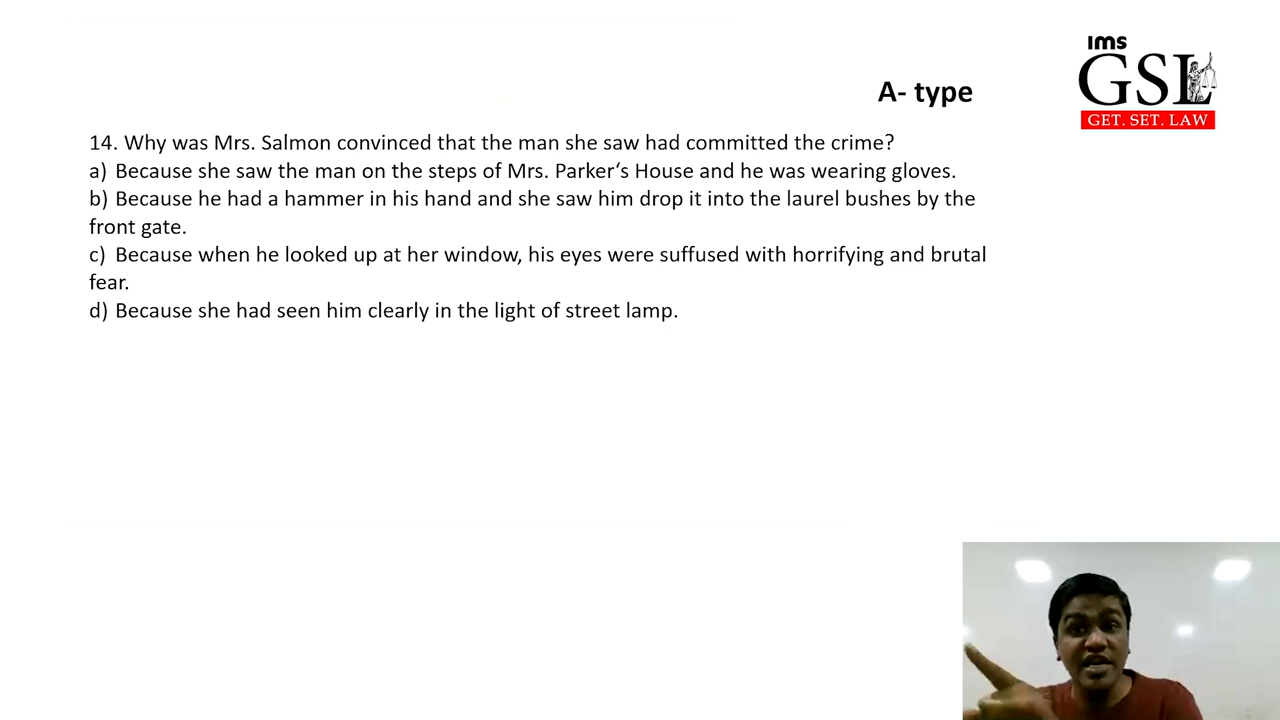 ims
GSL
GET. SET. LAW
A- type
14. Why was Mrs. Salmon convinced that the man she saw had committed the crime?
a) Because she saw the man on the steps of Mrs. Parker‘s House and he was wearing gloves.
b) Because he had a hammer in his hand and she saw him drop it into the laurel bushes by the
front gate.
c) Because when he looked up at her window, his eyes were suffused with horrifying and brutal
fear.
d) Because she had seen him clearly in the light of street lamp.